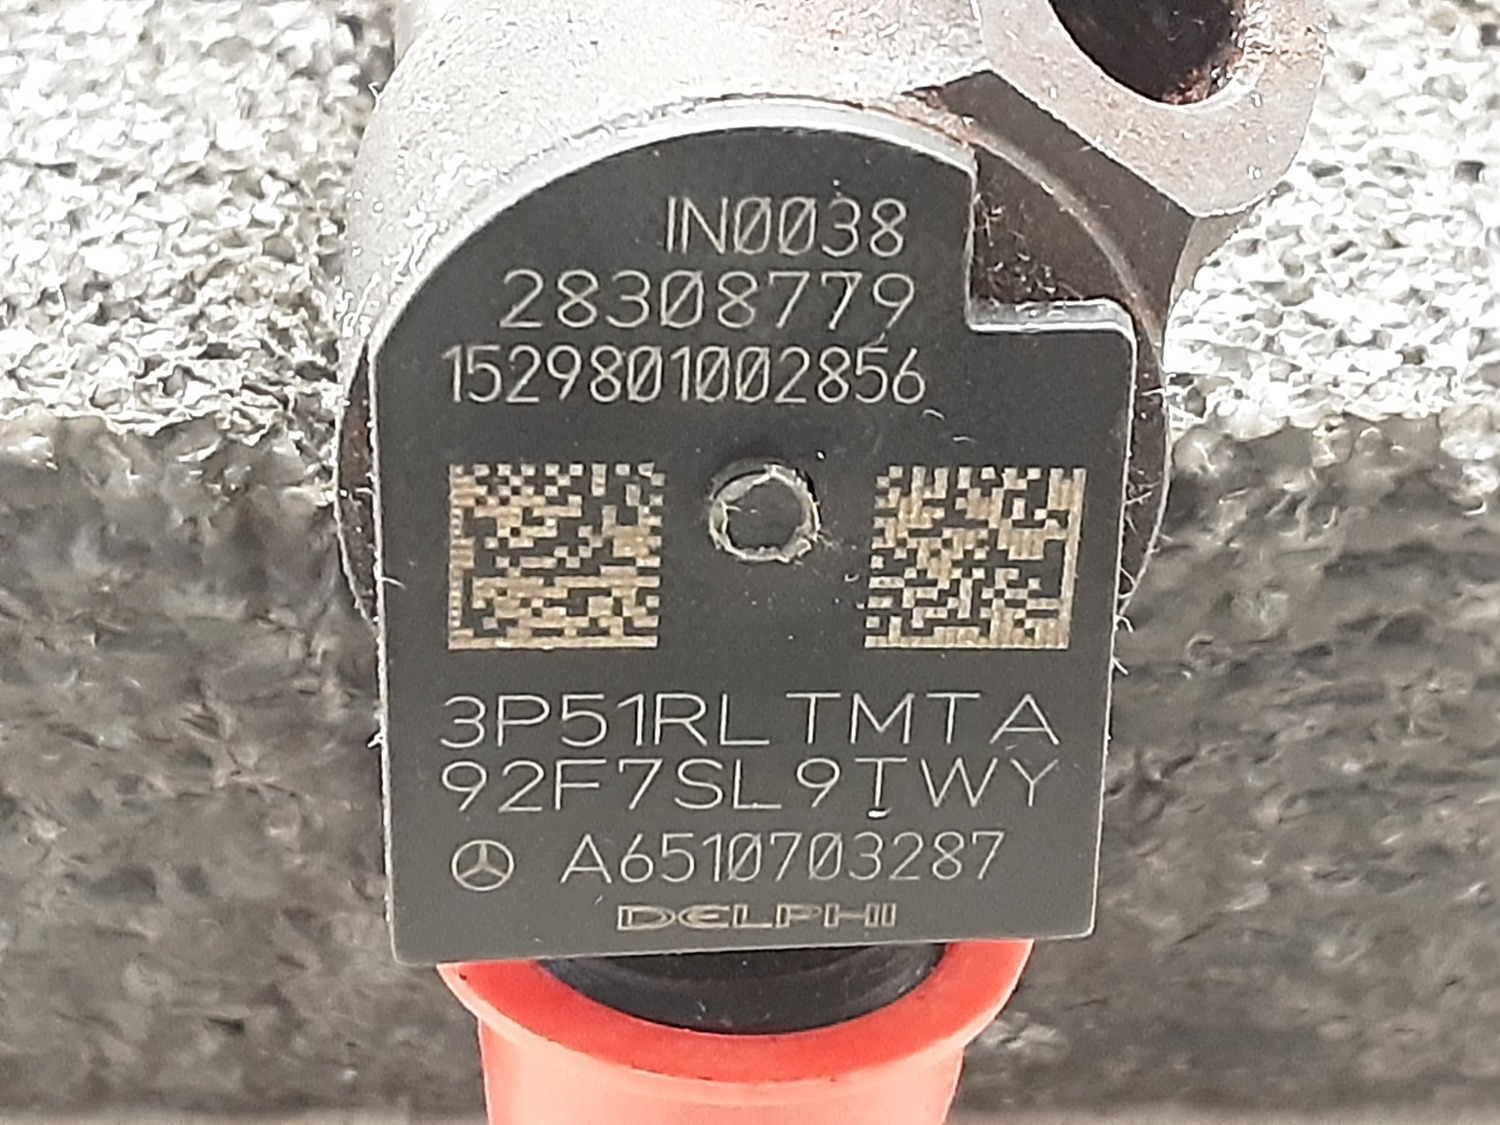 IN0038
28308779
1529801002856
3P51RLTMTA
92F7SL9TWY
A6510703287
DELPHI